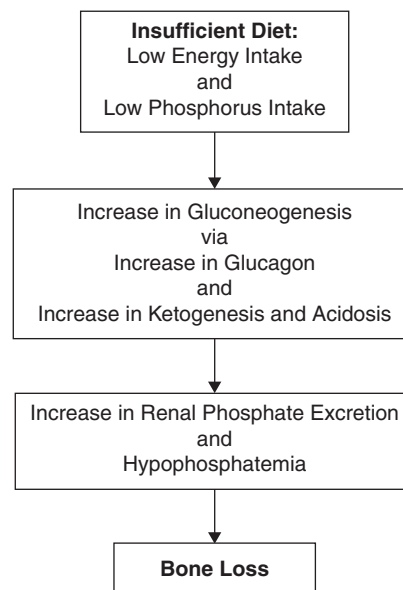 Insufficient Diet:
Low Energy Intake
and
Low Phosphorus Intake
Increase in Gluconeogenesis
via
Increase in Glucagon
and
Increase in Ketogenesis and Acidosis
Increase in Renal Phosphate Excretion
and
Hypophosphatemia
Bone Loss